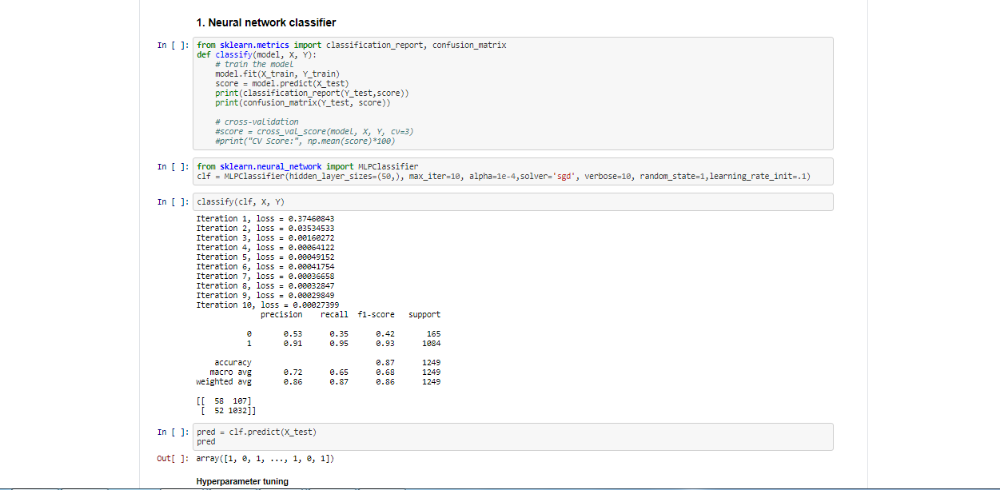 1. Neural network classifier
In [ ]: from sklearn.metrics import classification_report, confusion_matrix
def classify(model, X, Y):
    # train the model
    model.fit(X_train, Y_train)
    score = model.predict(X_test)
    print(classification_report(Y_test,score))
    print(confusion_matrix(Y_test, score))
    # cross-validation
    #score = cross_val_score(model, X, Y, cv=3)
    #print("CV Score:", np.mean(score)*100)
In [ ]: from sklearn.neural_network import MLPClassifier
clf = MLPClassifier(hidden_layer_sizes=(50,), max_iter=10, alpha=1e-4,solver='sgd', verbose=10, random_state=1,learning_rate_init=.1)
In [ ]: classify(clf, X, Y)
Iteration 1, loss = 0.37460843
Iteration 2, loss = 0.03534533
Iteration 3, loss = 0.00160272
Iteration 4, loss = 0.00064122
Iteration 5, loss = 0.00049152
Iteration 6, loss = 0.00041754
Iteration 7, loss = 0.00036658
Iteration 8, loss = 0.00032847
Iteration 9, loss = 0.00029849
Iteration 10, loss = 0.00027399
precision recall f1-score support
0 0.53 0.35 0.42 165
1 0.91 0.95 0.93 1084
accuracy 0.87 1249
macro avg 0.72 0.65 0.68 1249
weighted avg 0.86 0.87 0.86 1249
[[ 58 107]
[ 52 1032]]
In [ ]: pred = clf.predict(X_test)
pred
Out[ ]: array([1, 0, 1, ..., 1, 0, 1])
Hyperparameter tuning